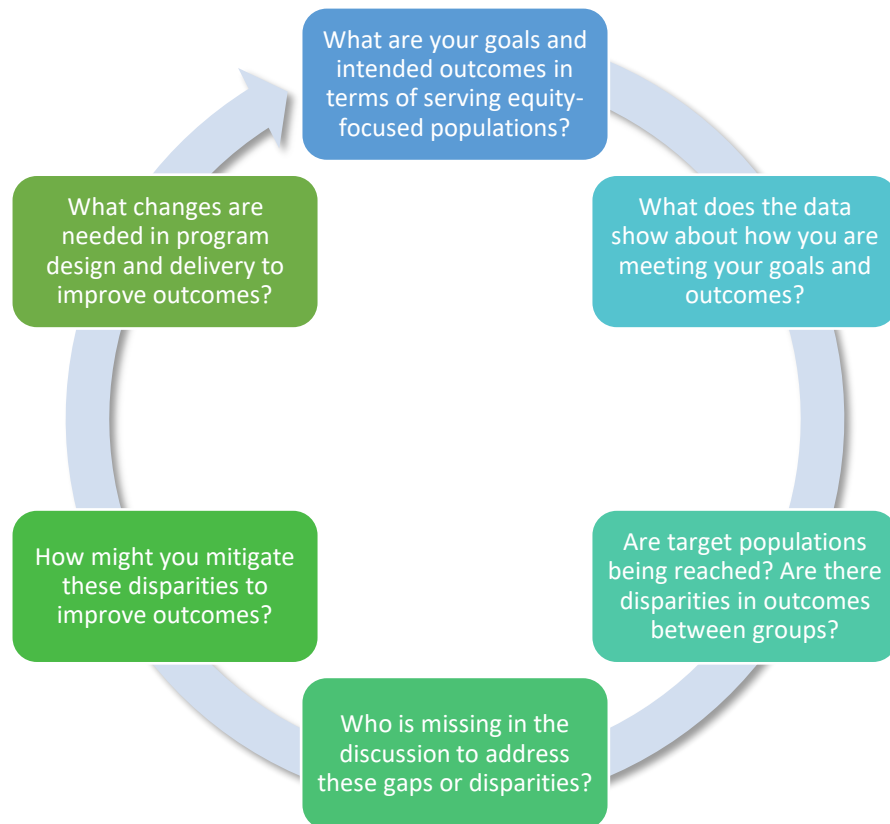 What are your goals and
intended outcomes in
terms of serving equity-
focused populations?
What does the data
show about how you are
meeting your goals and
outcomes?
Are target populations
being reached? Are there
disparities in outcomes
between groups?
Who is missing in the
discussion to address
these gaps or disparities?
How might you mitigate
these disparities to
improve outcomes?
What changes are
needed in program
design and delivery to
improve outcomes?